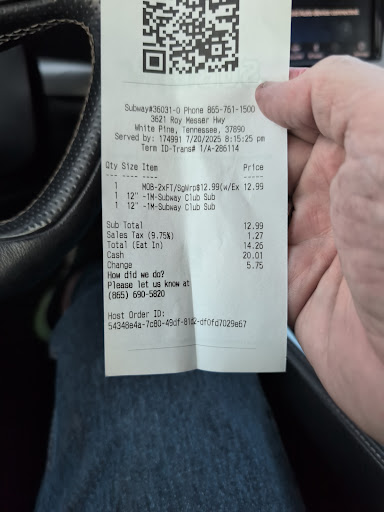 Subway#36031-0 Phone 865-761-1500
3621 Roy Messer Hwy
White Pine, Tennessee, 37890
Served by: 174991 7/20/2025 8:15:25 pm
Term ID-Trans# 1/A-286114
Qty Size Item Price
--- ---- ---- -----
1 MOB-2xFT/SgWrp$12.99(w/Ex 12.99
1 12" -1M-Subway Club Sub
1 12" -1M-Subway Club Sub
Sub Total 12.99
Sales Tax (9.75%) 1.27
Total (Eat In) 14.26
Cash 20.01
Change 5.75
How did we do?
Please let us know at
(865) 690-5820
Host Order ID:
54348e4a-7c80-49df-81d2-df0fd7029e67